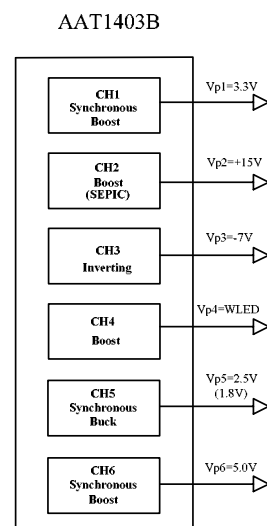 AAT1403B
CH1
Synchronous
Boost
Vp1=3.3V
CH2
Boost
(SEPIC)
Vp2=+15V
CH3
Inverting
Vp3=-7V
CH4
Boost
Vp4=WLED
CH5
Synchronous
Buck
Vp5=2.5V
(1.8V)
CH6
Synchronous
Boost
Vp6=5.0V